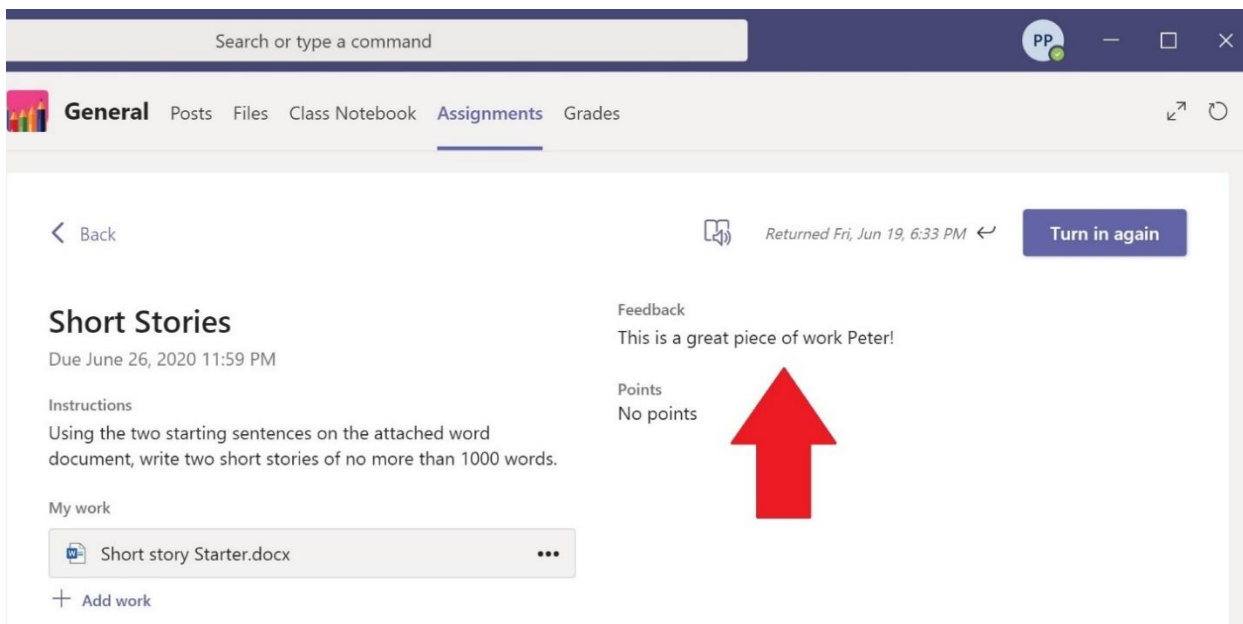 Search or type a command
PP
General Posts Files Class Notebook Assignments Grades
Back
Returned Fri, Jun 19, 6:33 PM
Turn in again
Short Stories
Due June 26, 2020 11:59 PM
Instructions
Using the two starting sentences on the attached word
document, write two short stories of no more than 1000 words.
My work
Short story Starter.docx
Add work
Feedback
This is a great piece of work Peter!
Points
No points